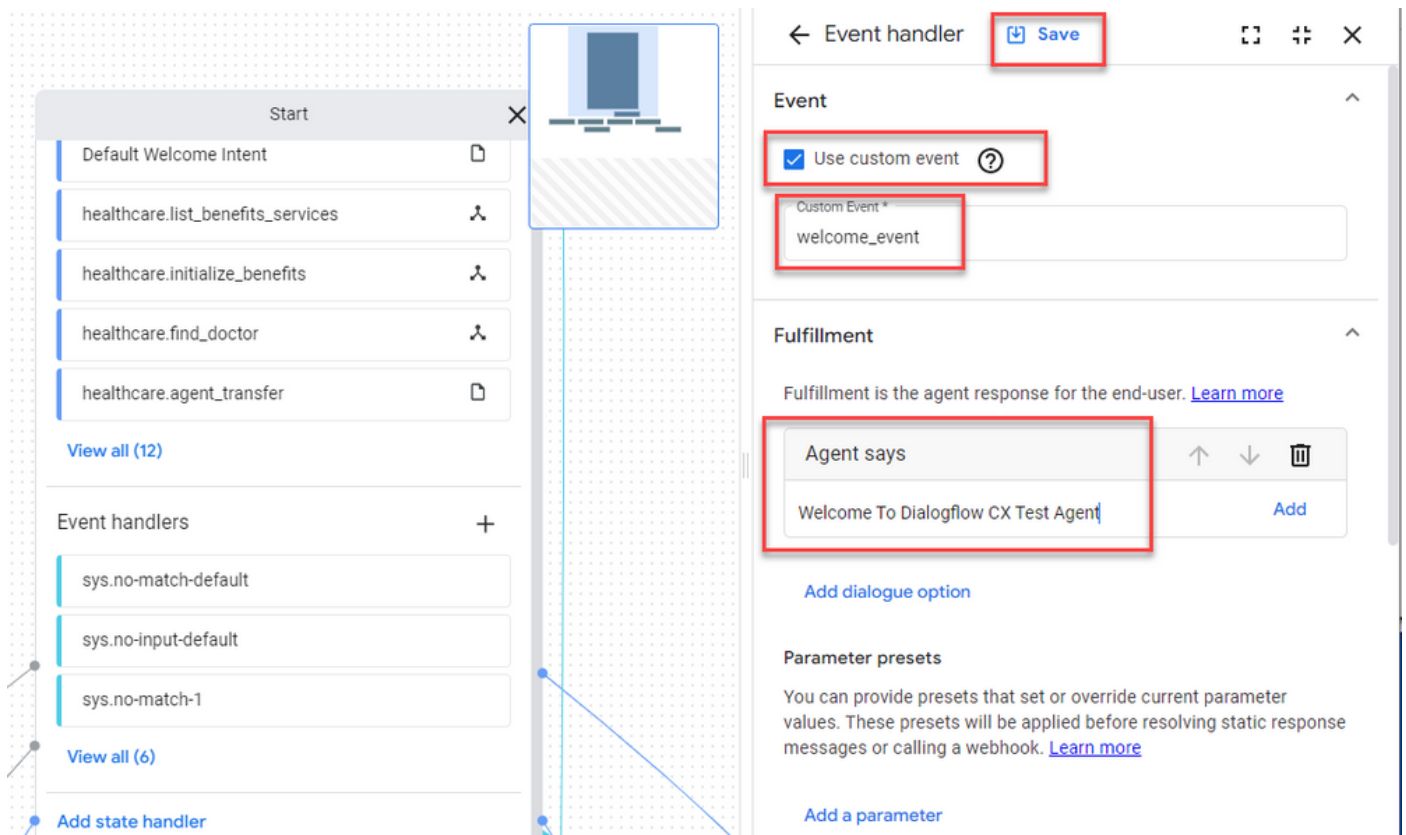 Start
Default Welcome Intent
healthcare.list_benefits_services
healthcare.initialize_benefits
healthcare.find_doctor
healthcare.agent_transfer
View all (12)
Event handlers
sys.no-match-default
sys.no-input-default
sys.no-match-1
View all (6)
Add state handler
Event handler
Save
Event
Use custom event
Custom Event *
welcome_event
Fulfillment
Fulfillment is the agent response for the end-user. Learn more
Agent says
Welcome To Dialogflow CX Test Agent
Add
Add dialogue option
Parameter presets
You can provide presets that set or override current parameter
values. These presets will be applied before resolving static response
messages or calling a webhook. Learn more
Add a parameter